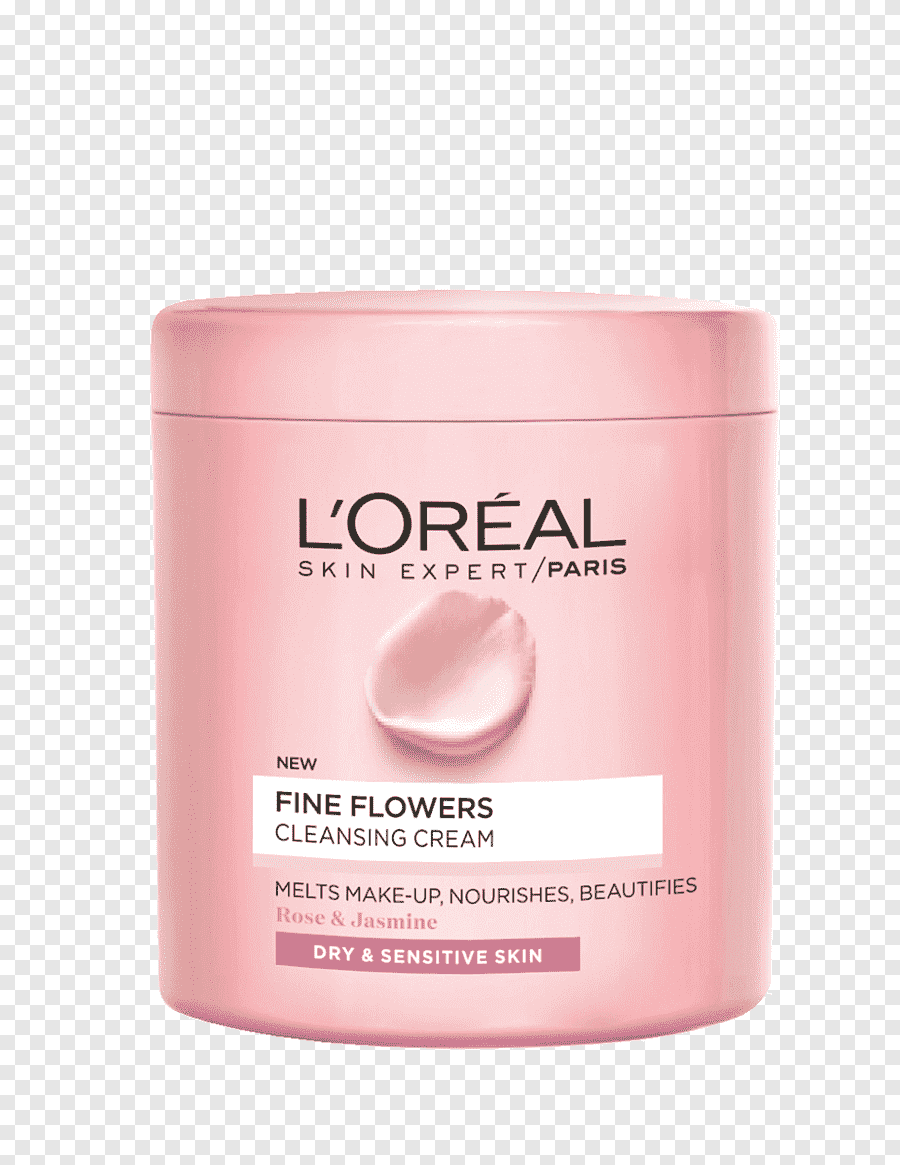 L'ORÉAL
SKIN EXPERT/PARIS
NEW
FINE FLOWERS
CLEANSING CREAM
MELTS MAKE-UP, NOURISHES, BEAUTIFIES
Rose & Jasmine
DRY & SENSITIVE SKIN